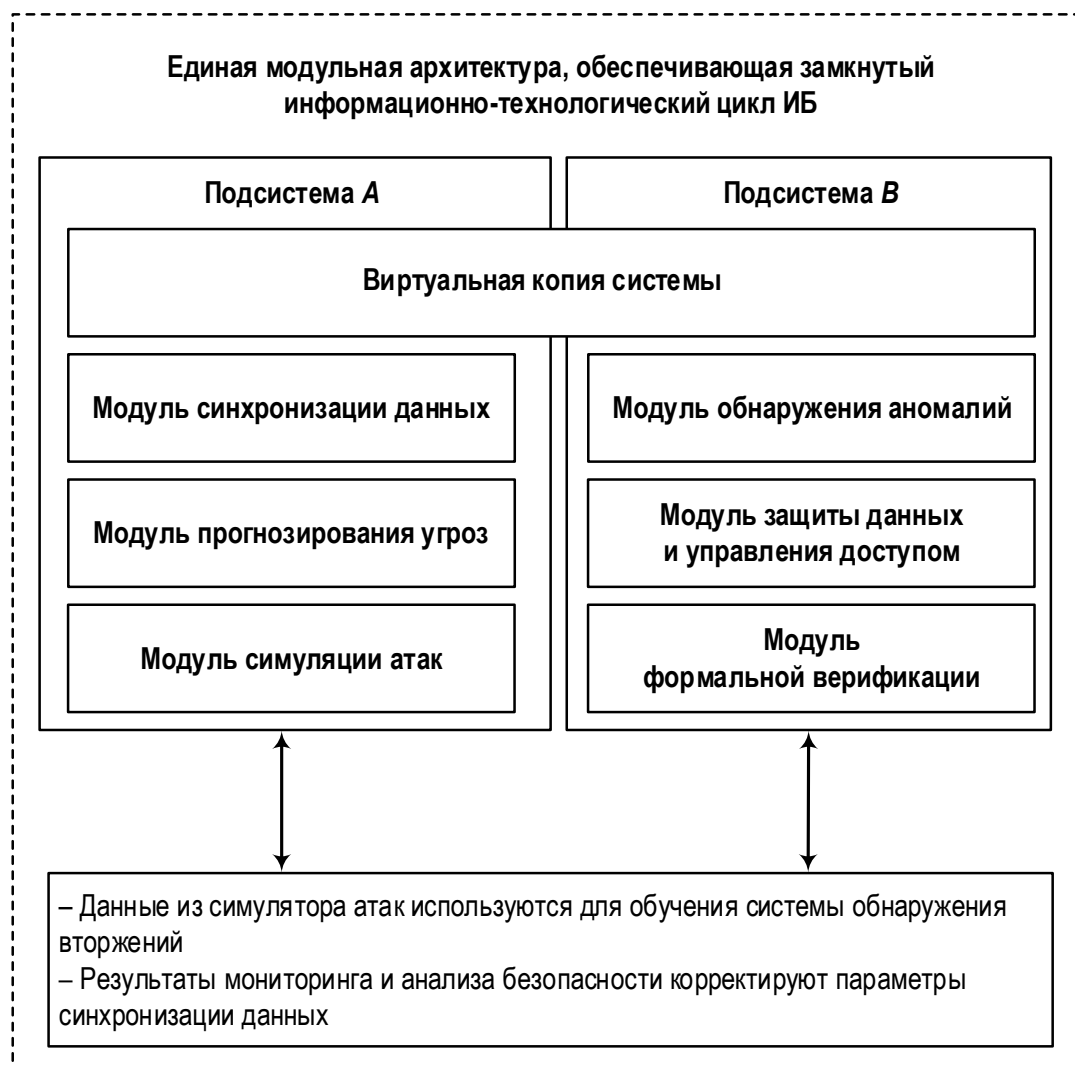 Единая модульная архитектура, обеспечивающая замкнутый
информационно-технологический цикл ИБ
Подсистема A
Подсистема B
Виртуальная копия системы
Модуль синхронизации данных
Модуль обнаружения аномалий
Модуль прогнозирования угроз
Модуль защиты данных
и управления доступом
Модуль симуляции атак
Модуль
формальной верификации
– Данные из симулятора атак используются для обучения системы обнаружения
вторжений
– Результаты мониторинга и анализа безопасности корректируют параметры
синхронизации данных